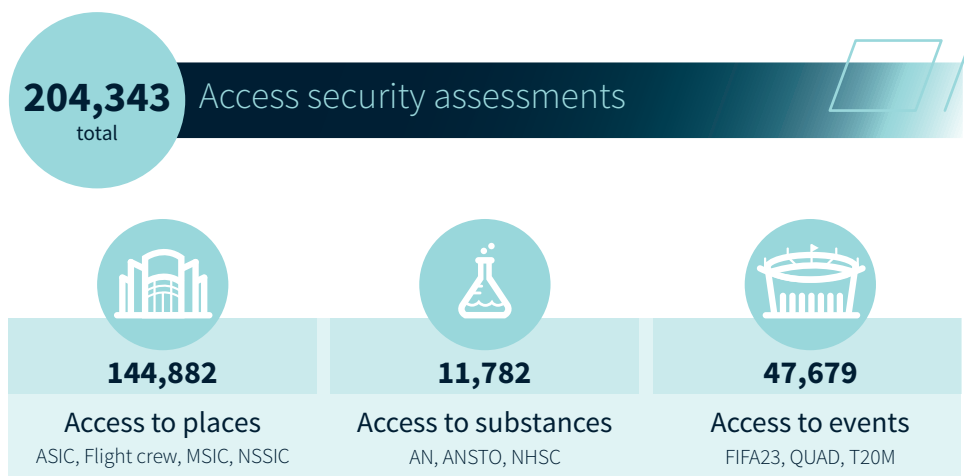 204,343
total
Access security assessments
144,882
Access to places
ASIC, Flight crew, MSIC, NSSIC
11,782
Access to substances
AN, ANSTO, NHSC
47,679
Access to events
FIFA23, QUAD, T20M